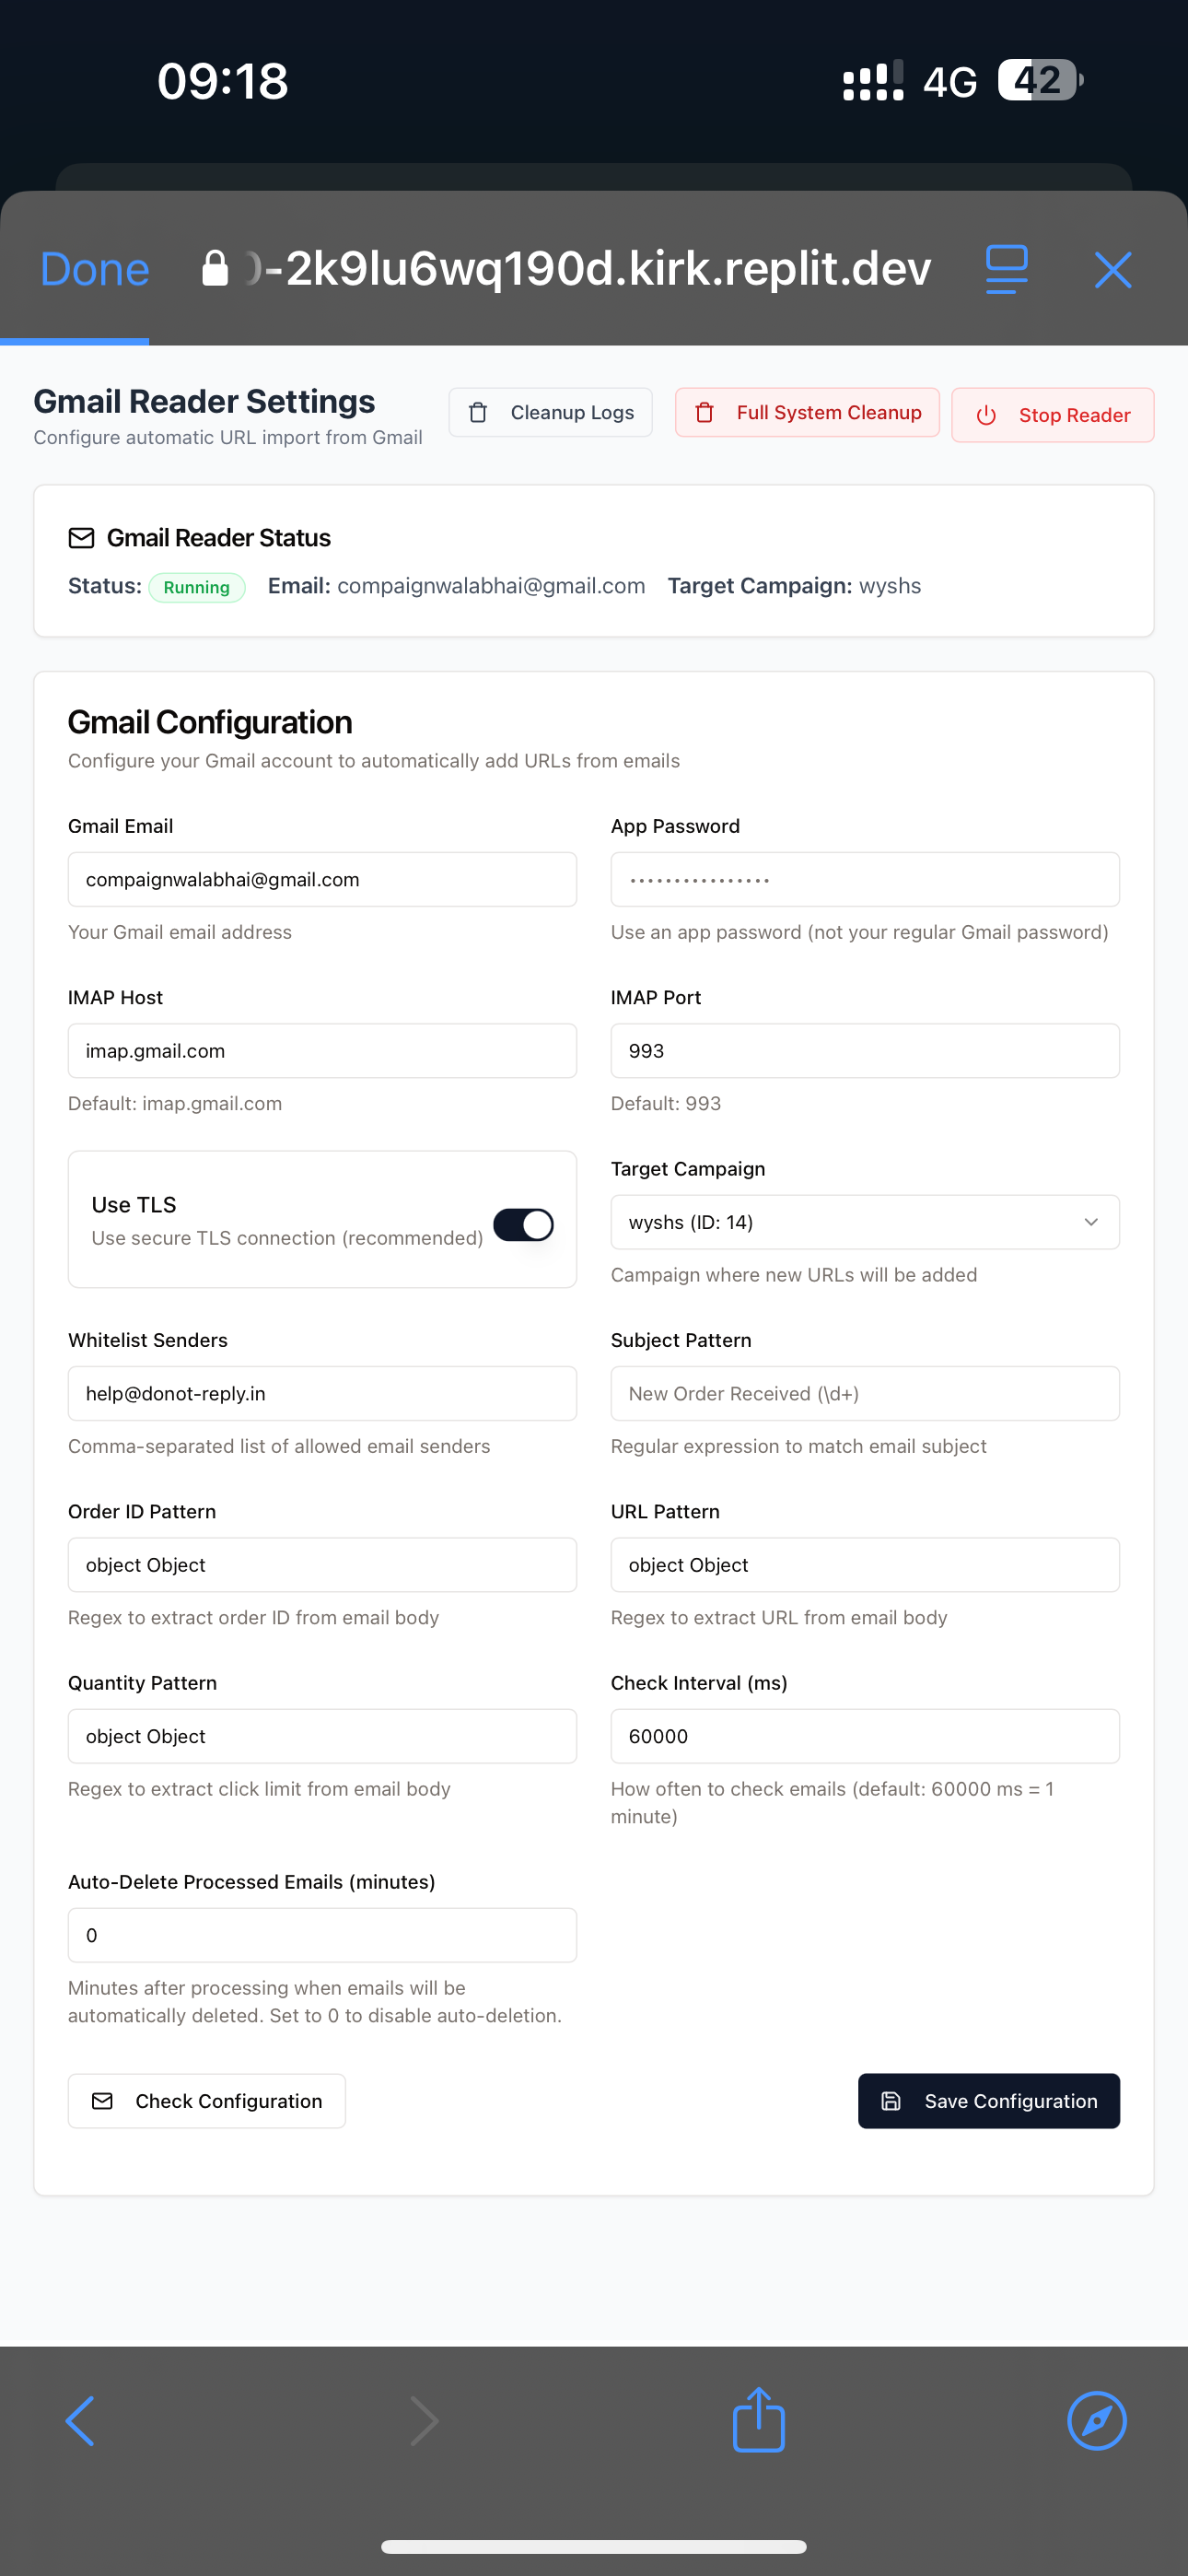 09:18
4G 42
Done
-2k9lu6wq190d.kirk.replit.dev
Gmail Reader Settings
Configure automatic URL import from Gmail
Cleanup Logs
Full System Cleanup
Stop Reader
Gmail Reader Status
Status: Running Email: compaignwalabhai@gmail.com Target Campaign: wyshs
Gmail Configuration
Configure your Gmail account to automatically add URLs from emails
Gmail Email
compaignwalabhai@gmail.com
Your Gmail email address
App Password
••••••••••••••••
Use an app password (not your regular Gmail password)
IMAP Host
imap.gmail.com
Default: imap.gmail.com
IMAP Port
993
Default: 993
Use TLS
Use secure TLS connection (recommended)
Target Campaign
wyshs (ID: 14)
Campaign where new URLs will be added
Whitelist Senders
help@donot-reply.in
Comma-separated list of allowed email senders
Subject Pattern
New Order Received (\d+)
Regular expression to match email subject
Order ID Pattern
object Object
Regex to extract order ID from email body
URL Pattern
object Object
Regex to extract URL from email body
Quantity Pattern
object Object
Regex to extract click limit from email body
Check Interval (ms)
60000
How often to check emails (default: 60000 ms = 1
minute)
Auto-Delete Processed Emails (minutes)
0
Minutes after processing when emails will be
automatically deleted. Set to 0 to disable auto-deletion.
Check Configuration
Save Configuration